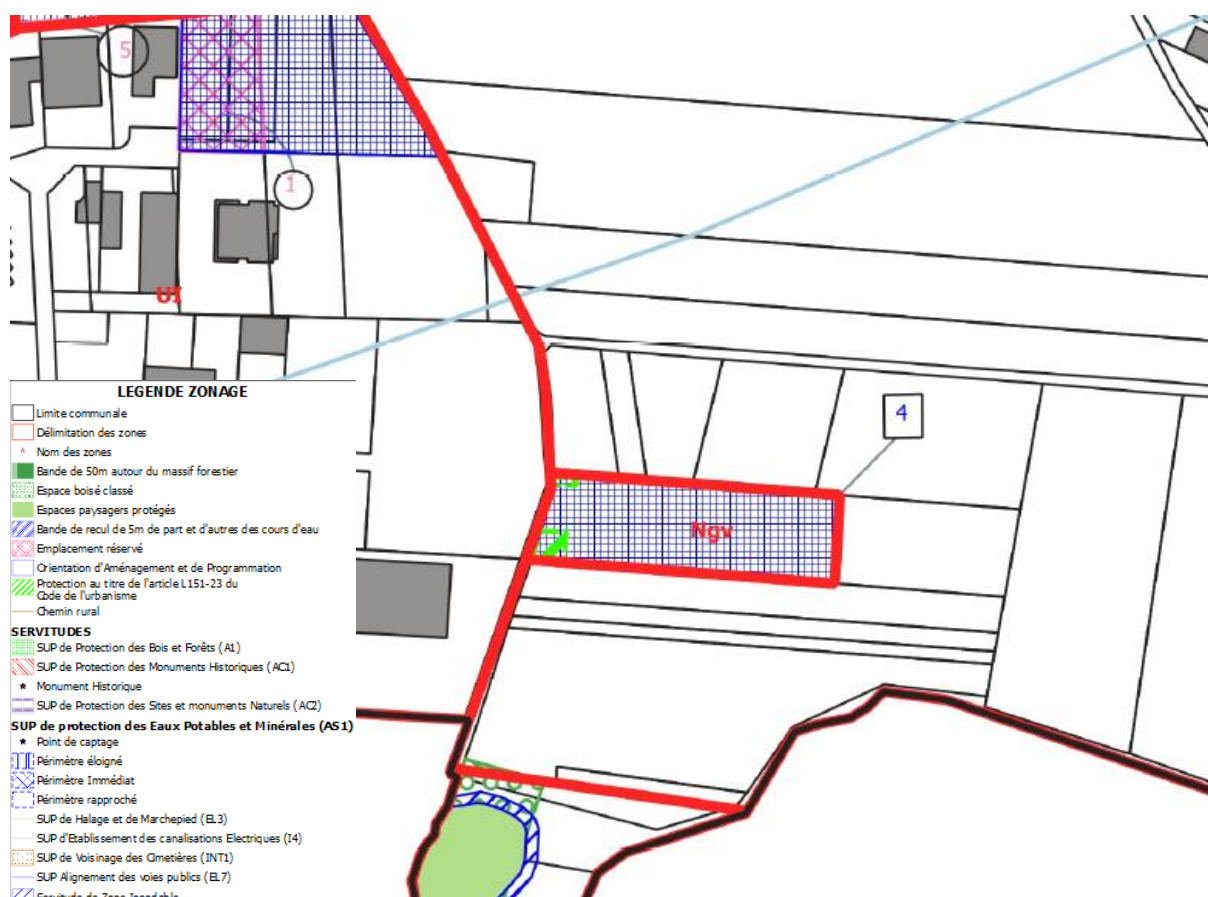 5
1
UI
4
Ngv
LEGENDE ZONAGE
Limite communale
Délimitation des zones
Nom des zones
Bande de 50m autour du massif forestier
Espace boisé classé
Espaces paysagers protégés
Bande de recul de 5m de part et d'autres des cours d'eau
Emplacement réservé
Orientation d'Aménagement et de Programmation
Protection au titre de l'article L151-23 du
Code de l'urbanisme
Chemin rural
SERVITUDES
SUP de Protection des Bois et Forêts (A1)
SUP de Protection des Monuments Historiques (AC1)
Monument Historique
SUP de Protection des Sites et monuments Naturels (AC2)
SUP de protection des Eaux Potables et Minérales (AS1)
Point de captage
Périmètre éloigné
Périmètre Immédiat
Périmètre rapproché
SUP de Halage et de Marchepied (EL3)
SUP d'Etablissement des canalisations Electriques (I4)
SUP de Voisinage des Cimetières (INT1)
SUP Alignement des voies publics (EL7)
Servitude de Zone Inondable